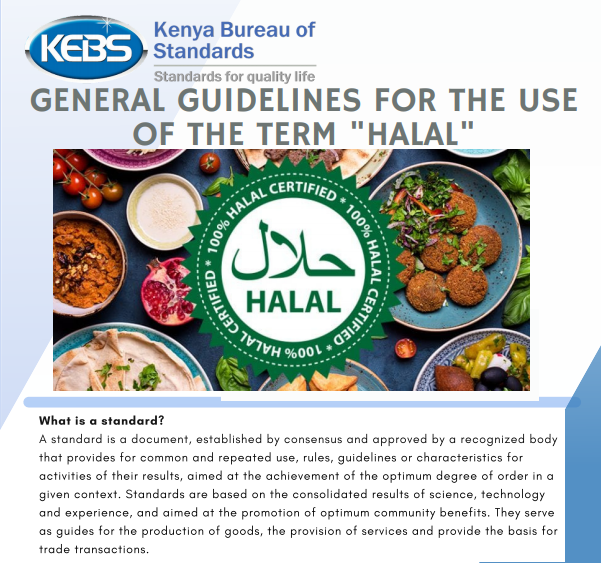 KEBS
Kenya Bureau of
Standards
Standards for quality life
GENERAL GUIDELINES FOR THE USE
OF THE TERM "HALAL"
* 100% HALAL CERTIFIED * 100% HALAL CERTIFIED * 100% HALAL CERTIFIED
حلال
HALAL
What is a standard?
A standard is a document, established by consensus and approved by a recognized body
that provides for common and repeated use, rules, guidelines or characteristics for
activities of their results, aimed at the achievement of the optimum degree of order in a
given context. Standards are based on the consolidated results of science, technology
and experience, and aimed at the promotion of optimum community benefits. They serve
as guides for the production of goods, the provision of services and provide the basis for
trade transactions.